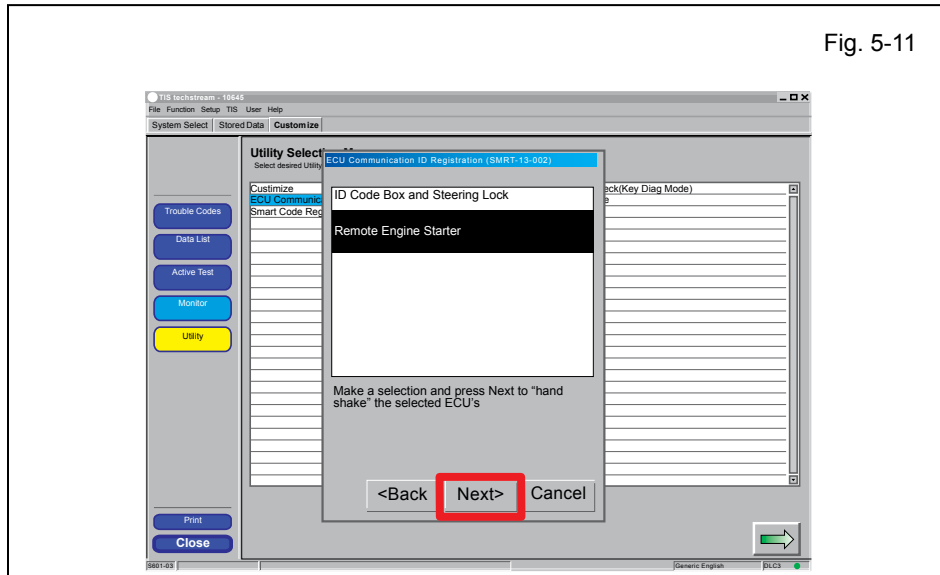 Fig. 5-11
TIS techstream - 10645
File Function Setup TIS User Help
System Select Stored Data Customize
Utility Select
Select desired Utility
ECU Communication ID Registration (SMRT-13-002)
Custimize
ECU Communic
Smart Code Reg
eck(Key Diag Mode)
e
ID Code Box and Steering Lock
Remote Engine Starter
Trouble Codes
Data List
Active Test
Monitor
Utility
Make a selection and press Next to “hand
shake” the selected ECU’s
<Back Next> Cancel
Print
Close
S601-03 Generic English DLC3